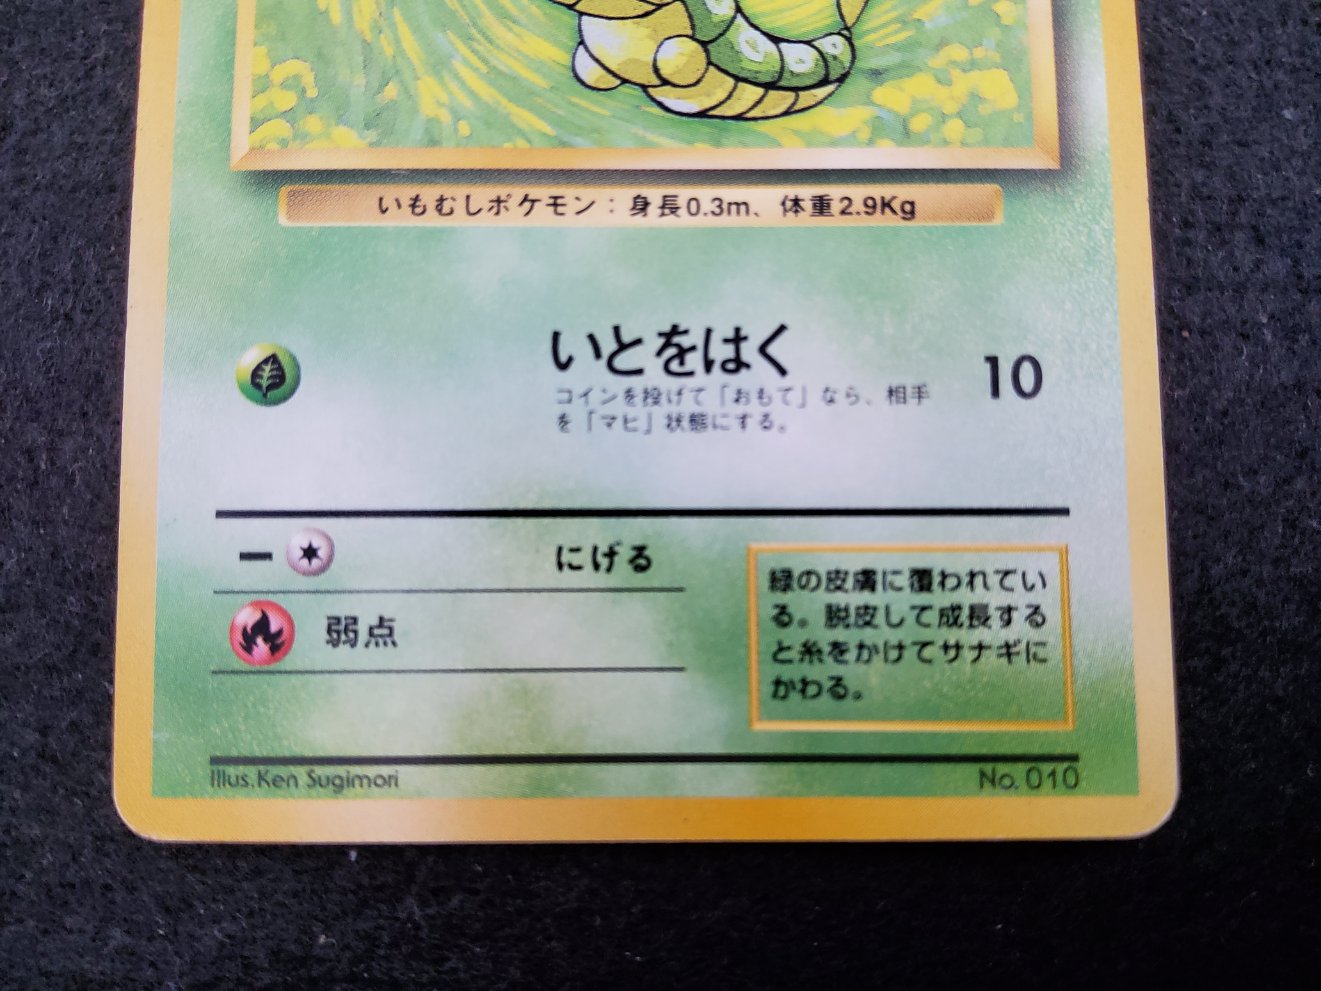 いもむしポケモン：身長0.3m、体重2.9Kg
いとをはく 10
コインを投げて「おもて」なら、相手
を「マヒ」状態にする。
にげる
弱点
緑の皮膚に覆われてい
る。脱皮して成長する
と糸をかけてサナギに
かわる。
Illus.Ken Sugimori
No.010